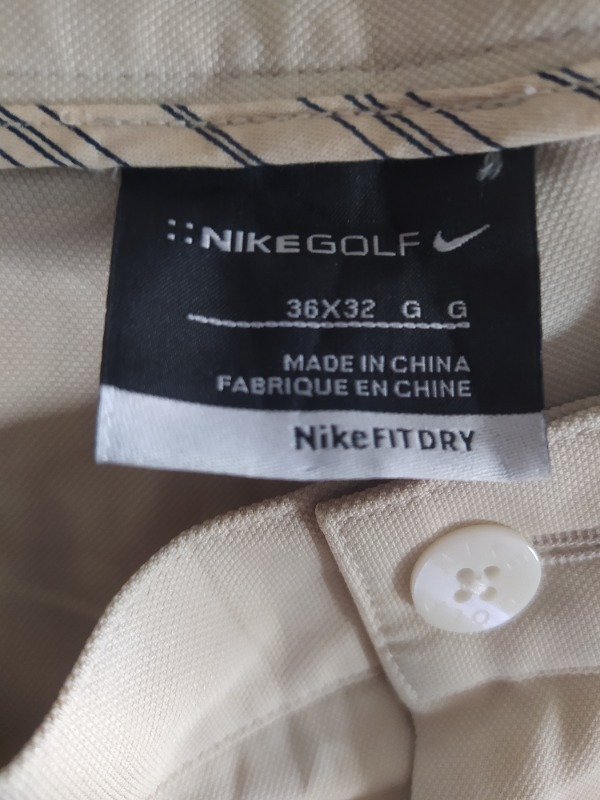 NIKEGOLF
36X32 G G
MADE IN CHINA
FABRIQUE EN CHINE
NikeFITDRY